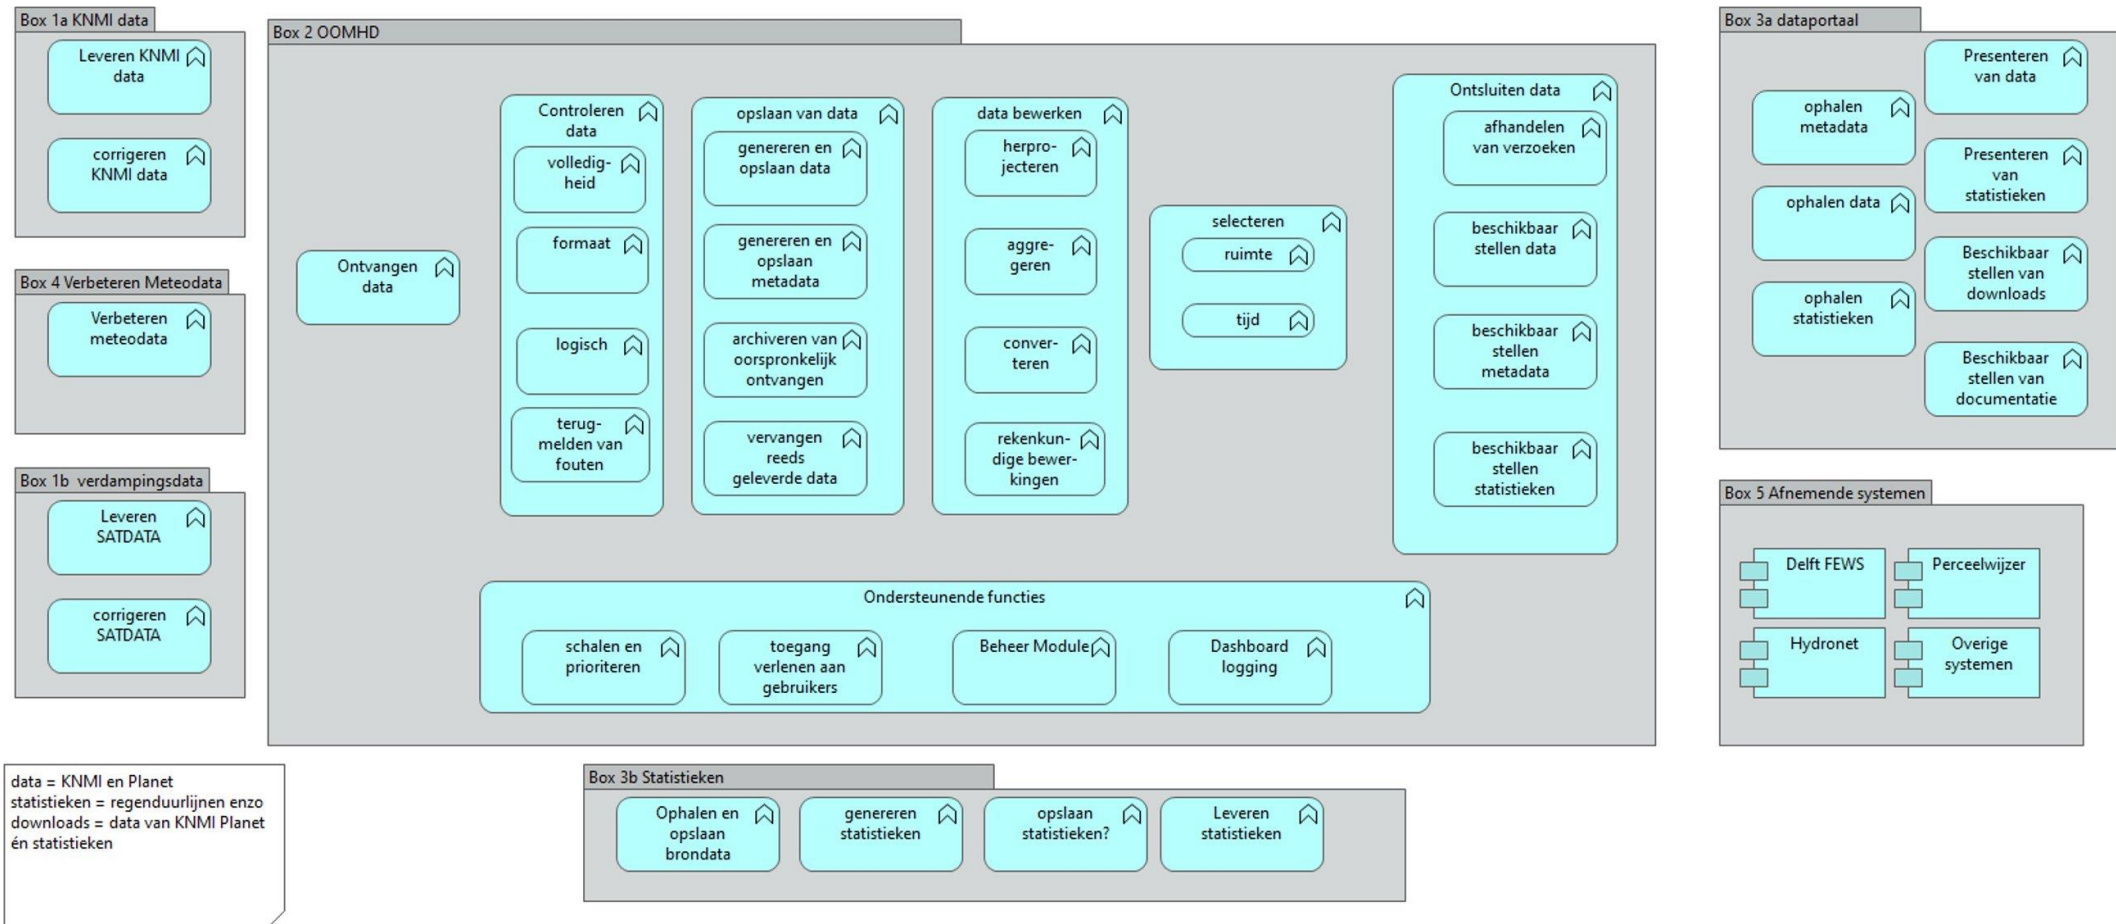 Box 1a KNMI data
Leveren KNMI
data
corrigeren
KNMI data
Box 4 Verbeteren Meteodata
Verbeteren
meteodata
Box 1b  verdampingsdata
Leveren
SATDATA
corrigeren
SATDATA
Box 2 OOMHD
Ontvangen
data
Controleren
data
volledig-
heid
formaat
logisch
terug-
melden van
fouten
opslaan van data
genereren en
opslaan data
genereren en
opslaan
metadata
archiveren van
oorspronkelijk
ontvangen
vervangen
reeds
geleverde data
data bewerken
herpro-
jecteren
aggre-
geren
conver-
teren
rekenkun-
dige bewer-
kingen
selecteren
ruimte
tijd
Ontsluiten data
afhandelen
van verzoeken
beschikbaar
stellen data
beschikbaar
stellen
metadata
beschikbaar
stellen
statistieken
Ondersteunende functies
schalen en
prioriteren
toegang
verlenen aan
gebruikers
Beheer Module
Dashboard
logging
Box 3a dataportaal
ophalen
metadata
ophalen data
ophalen
statistieken
Presenteren
van data
Presenteren
van
statistieken
Beschikbaar
stellen van
downloads
Beschikbaar
stellen van
documentatie
Box 5 Afnemende systemen
Delft FEWS
Perceelwijzer
Hydronet
Overige
systemen
data = KNMI en Planet
statistieken = regenduurlijnen enzo
downloads = data van KNMI Planet
én statistieken
Box 3b Statistieken
Ophalen en
opslaan
brondata
genereren
statistieken
opslaan
statistieken?
Leveren
statistieken